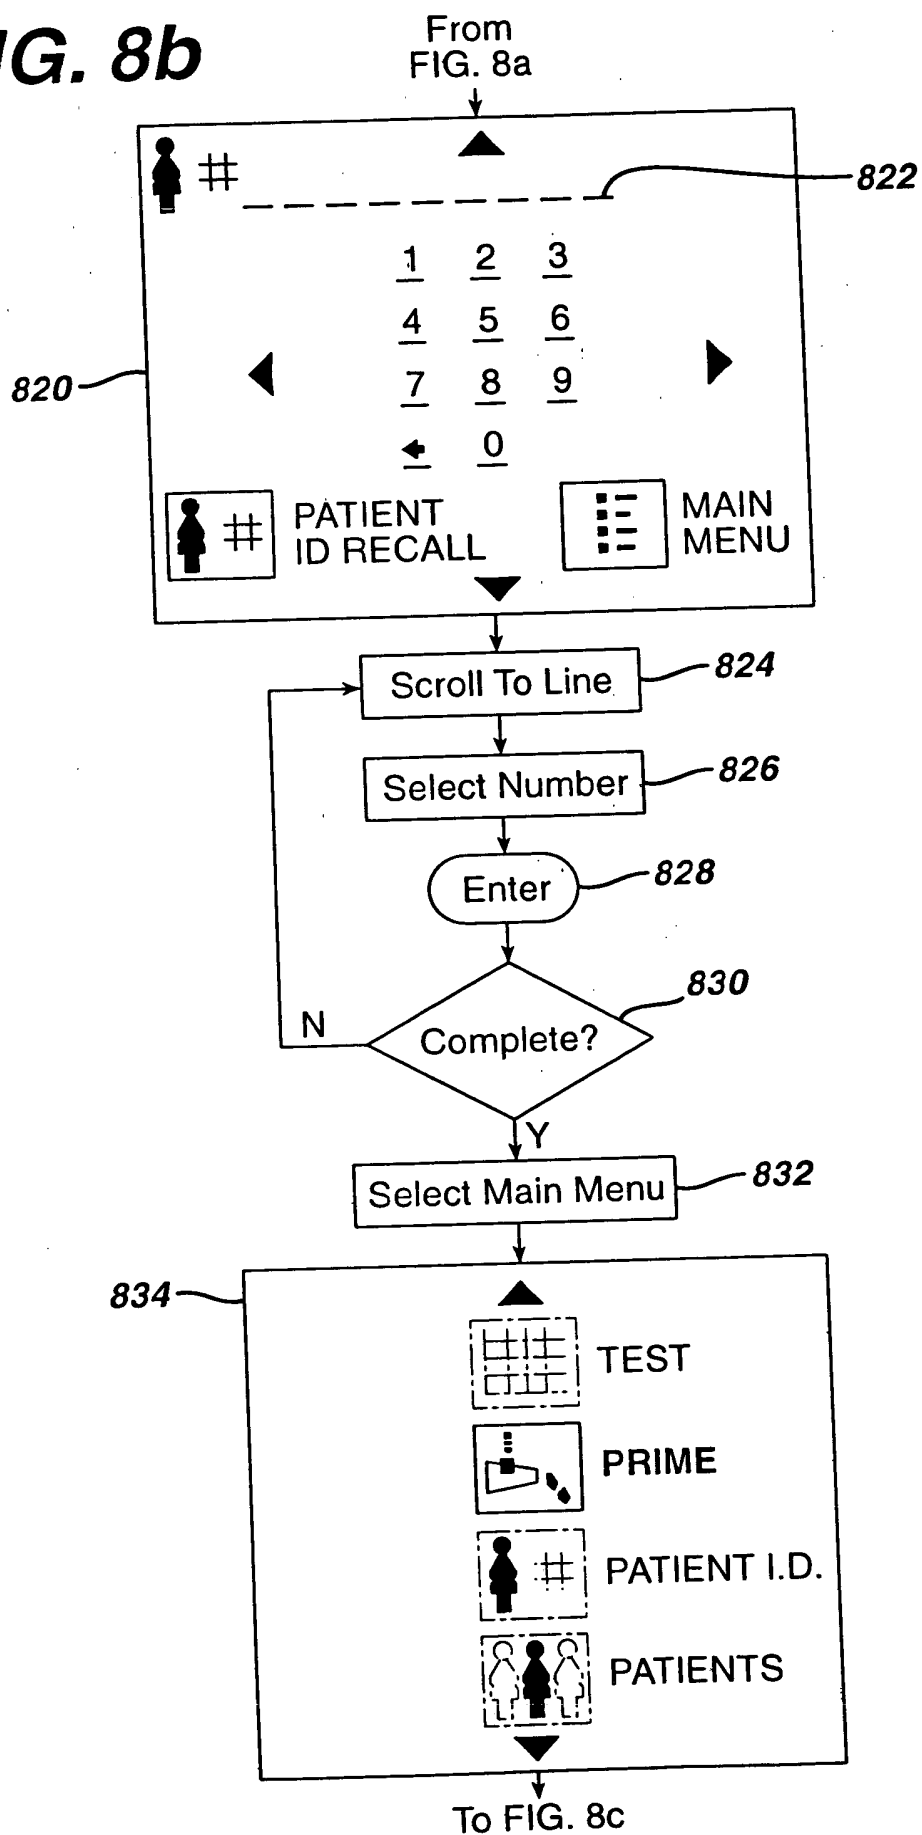 IG. 8b
From
FIG. 8a
#
822
1 2 3
4 5 6
820
7 8 9
0
# PATIENT
ID RECALL
MAIN
MENU
Scroll To Line
824
Select Number
826
Enter
828
830
Complete?
N
Y
Select Main Menu
832
834
TEST
PRIME
# PATIENT I.D.
PATIENTS
To FIG. 8c